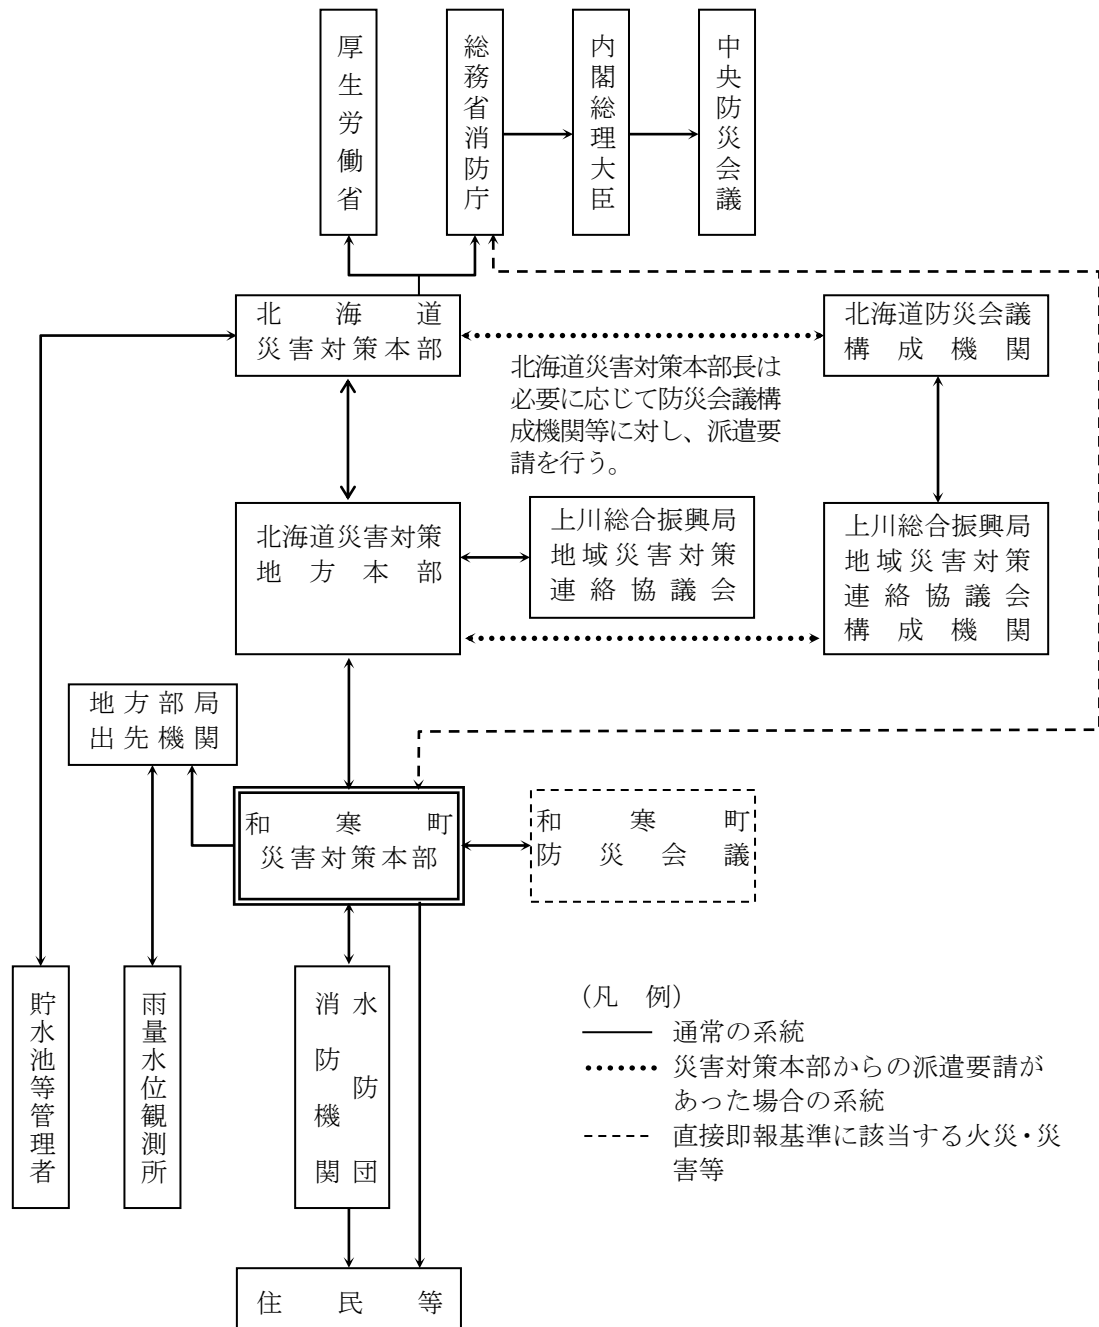 厚生労働省
総務省消防庁
内閣総理大臣
中央防災会議
北海道
災害対策本部
北海道防災会議
構成機関
北海道災害対策本部長は
必要に応じて防災会議構
成機関等に対し、派遣要
請を行う。
北海道災害対策
地方本部
上川総合振興局
地域災害対策
連絡協議会
上川総合振興局
地域災害対策
連絡協議会
構成機関
地方部局
出先機関
和寒町
災害対策本部
和寒町
防災会議
貯水池等管理者
雨量水位観測所
水防団
消防機関
(凡 例)
通常の系統
災害対策本部からの派遣要請が
あった場合の系統
直接即報基準に該当する火災・災
害等
住民等